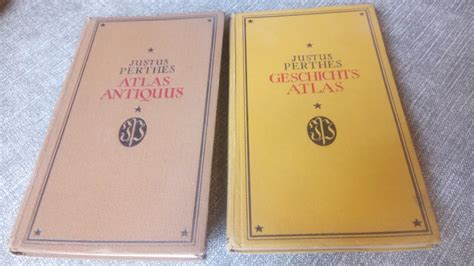 JUSTUS
PERTHES
ATLAS
ANTIQUUS
JUSTUS
PERTHES
GESCHICHTS
ATLAS